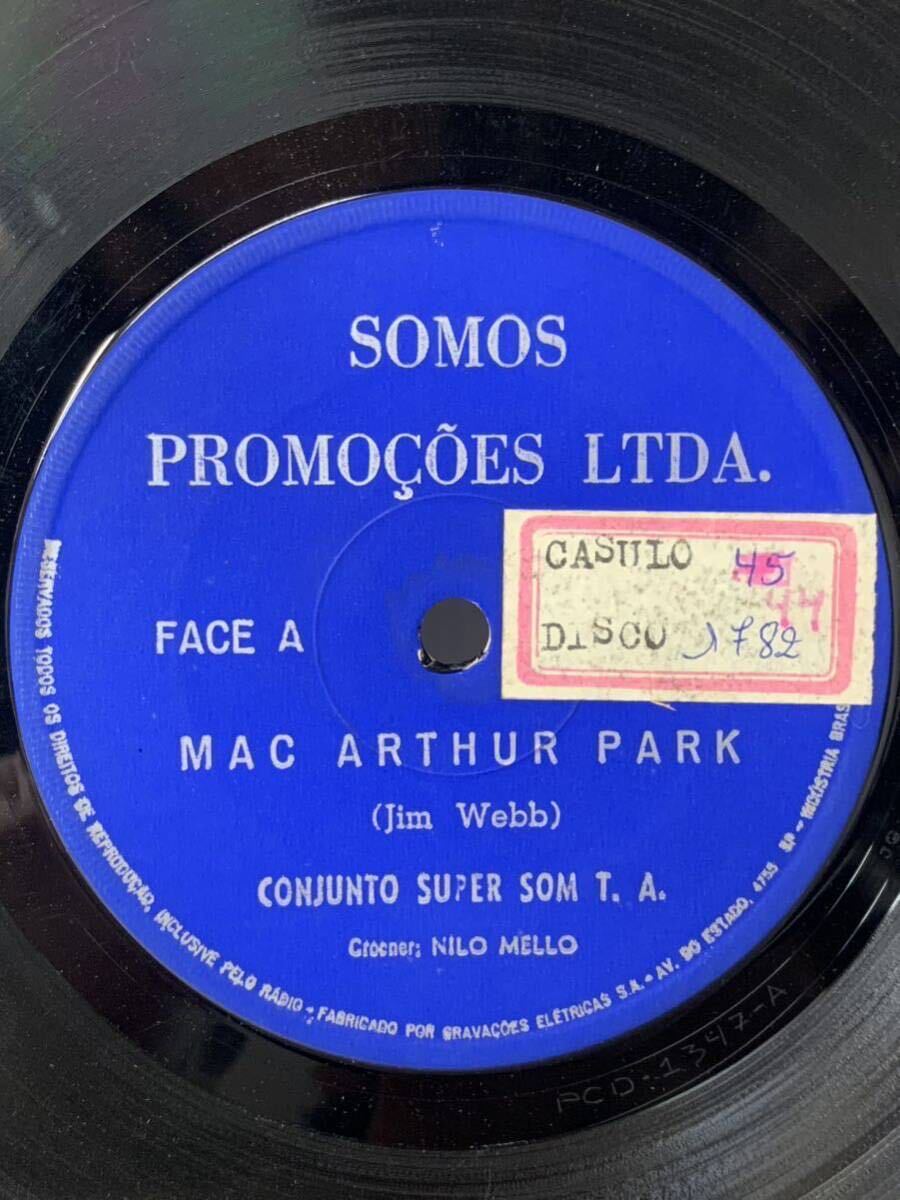 SOMOS
PROMOÇÕES LTDA.
CASULO 45
44
DISCO 1782
FACE A
MAC ARTHUR PARK
(Jim Webb)
CONJUNTO SUPER SOM T. A.
Crooner: NILO MELLO
RESERVADOS TODOS OS DIREITOS DE REPRODUÇÃO, INCLUSIVE PELO RÁDIO - FABRICADO POR GRAVAÇÕES ELÉTRICAS S.A. - AV. DO ESTADO, 4755 SP - INDÚSTRIA BRAS
PCD-1347-A
JG